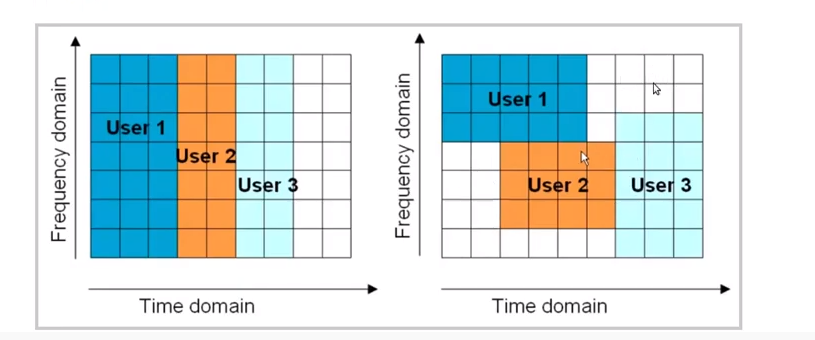 Frequency domain
User 1
User 2
User 3
Time domain
Frequency domain
User 1
User 2
User 3
Time domain